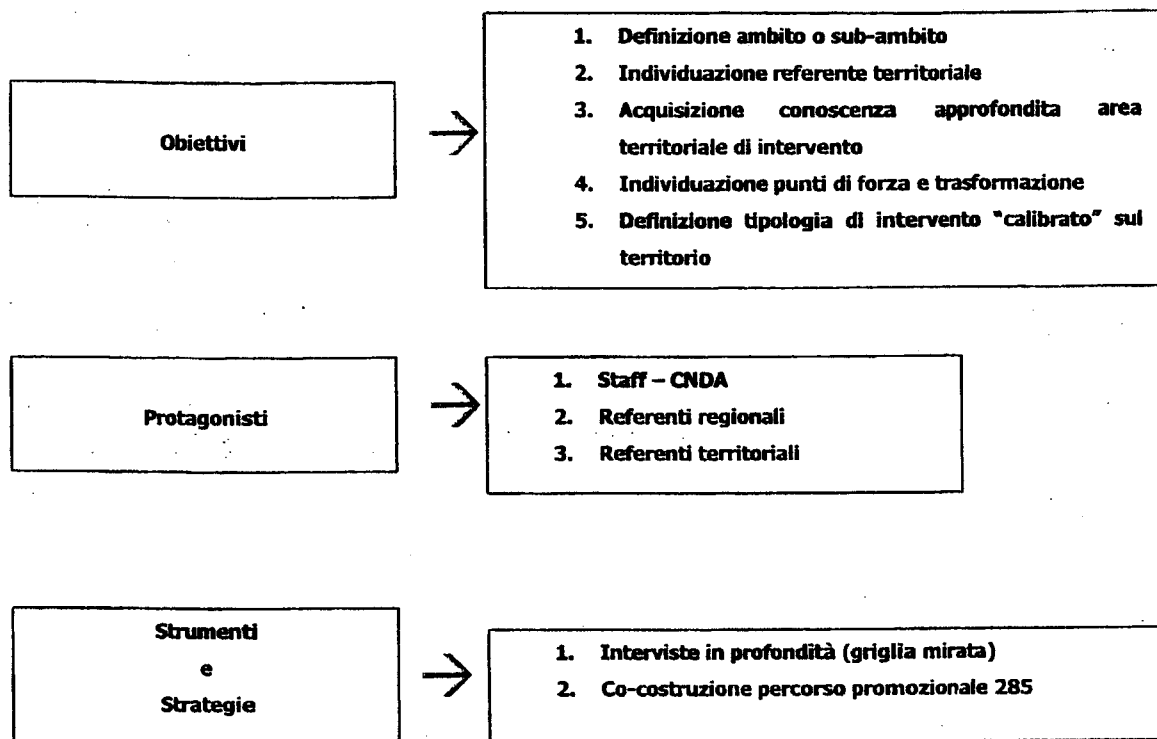 Obiettivi
1. Definizione ambito o sub-ambito
2. Individuazione referente territoriale
3. Acquisizione conoscenza approfondita area
territoriale di intervento
4. Individuazione punti di forza e trasformazione
5. Definizione tipologia di intervento "calibrato" sul
territorio
Protagonisti
1. Staff – CNDA
2. Referenti regionali
3. Referenti territoriali
Strumenti
e
Strategie
1. Interviste in profondità (griglia mirata)
2. Co-costruzione percorso promozionale 285